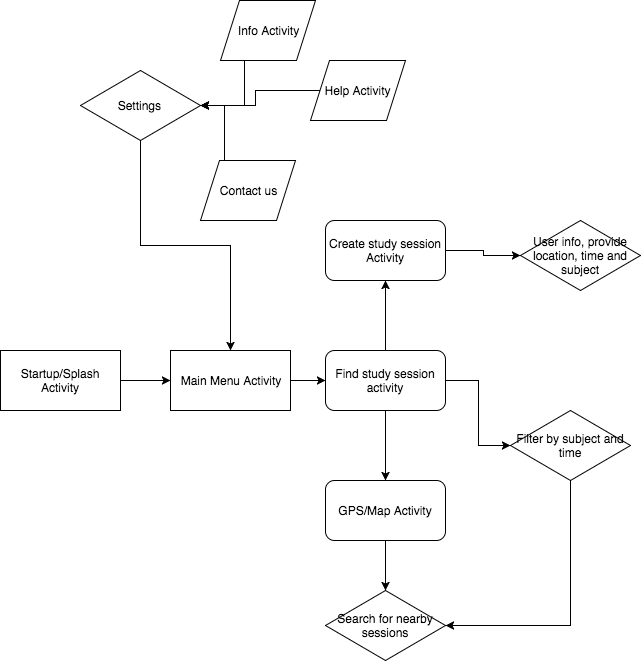 Info Activity
Help Activity
Settings
Contact us
Create study session
Activity
User info, provide
location, time and
subject
Startup/Splash
Activity
Main Menu Activity
Find study session
activity
Filter by subject and
time
GPS/Map Activity
Search for nearby
sessions